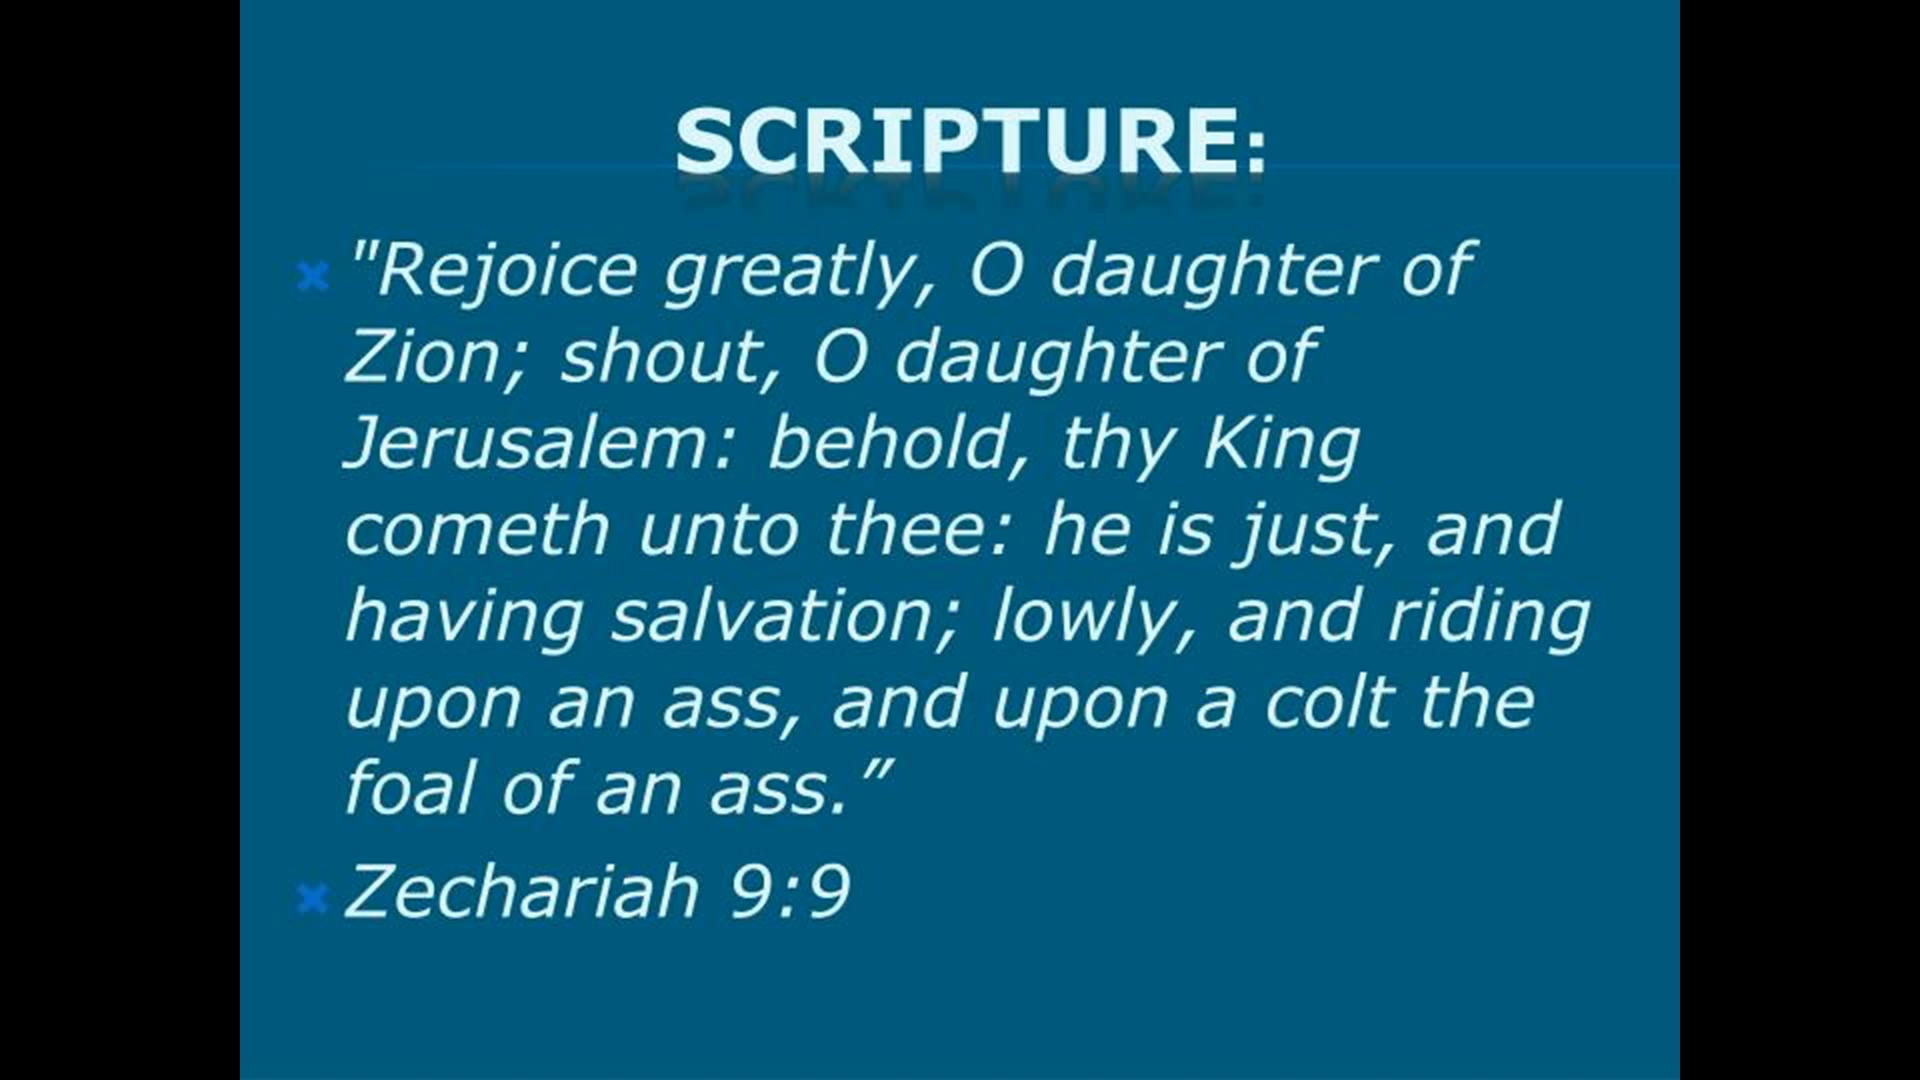 SCRIPTURE:
"Rejoice greatly, O daughter of
Zion; shout, O daughter of
Jerusalem: behold, thy King
cometh unto thee: he is just, and
having salvation; lowly, and riding
upon an ass, and upon a colt the
foal of an ass.”
Zechariah 9:9